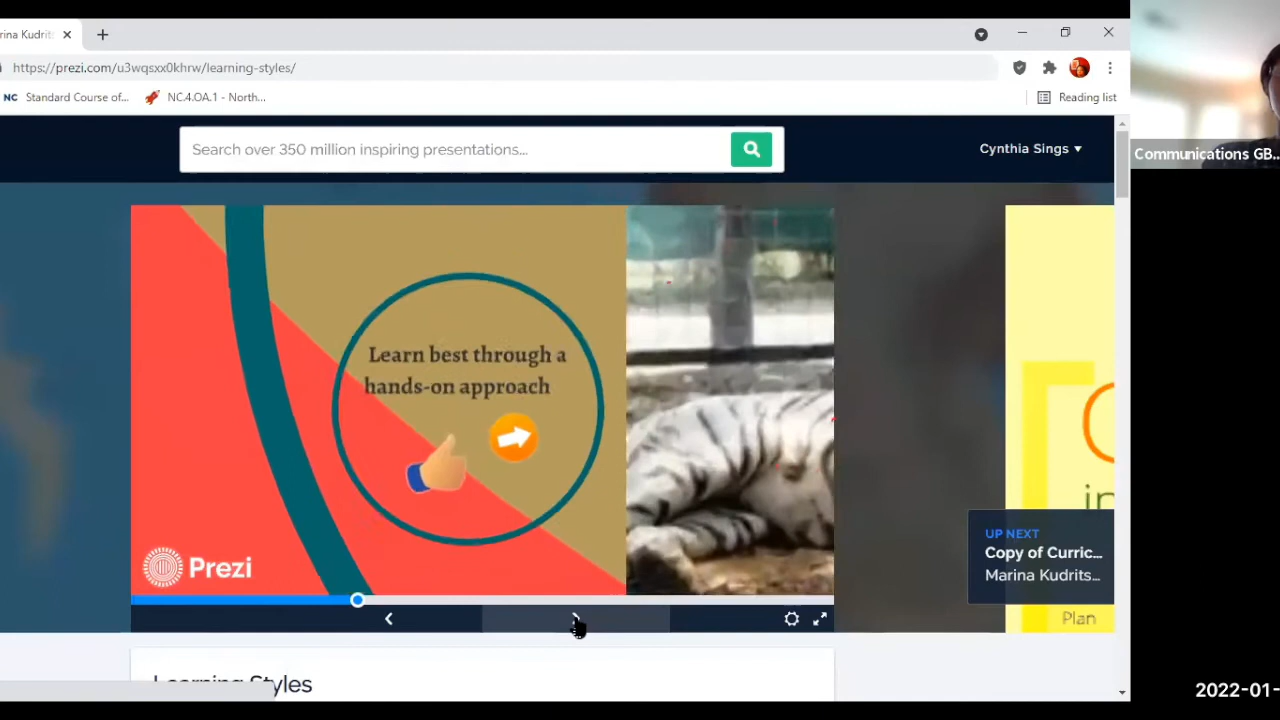 rina Kudrit
https://prezi.com/u3wqsxx0khrw/learning-styles/
NC Standard Course of...
NC.4.OA.1 - North...
Reading list
Search over 350 million inspiring presentations...
Cynthia Sings
Communications GB...
Learn best through a
hands-on approach
Prezi
in
UP NEXT
Copy of Curric...
Marina Kudrits...
Plan
Learning Styles
2022-01-